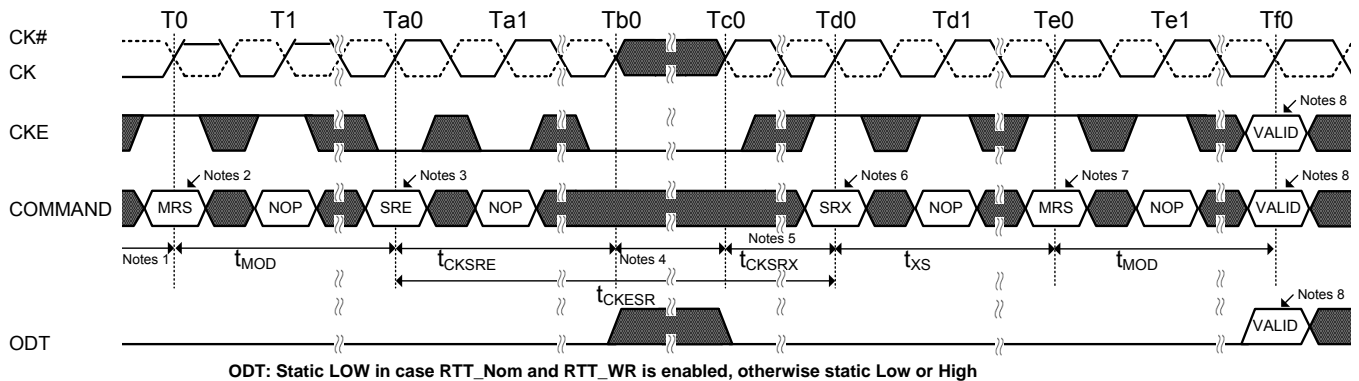 T0 T1 Ta0 Ta1 Tb0 Tc0 Td0 Td1 Te0 Te1 Tf0
CK#
CK
Notes 8
CKE VALID
Notes 2 Notes 3 Notes 6 Notes 7 Notes 8
COMMAND MRS NOP SRE NOP SRX NOP MRS NOP VALID
Notes 1 tMOD tCKSRE Notes 4 Notes 5 tCKSRX tXS tMOD
tCKESR
Notes 8
VALID
ODT
ODT: Static LOW in case RTT_Nom and RTT_WR is enabled, otherwise static Low or High